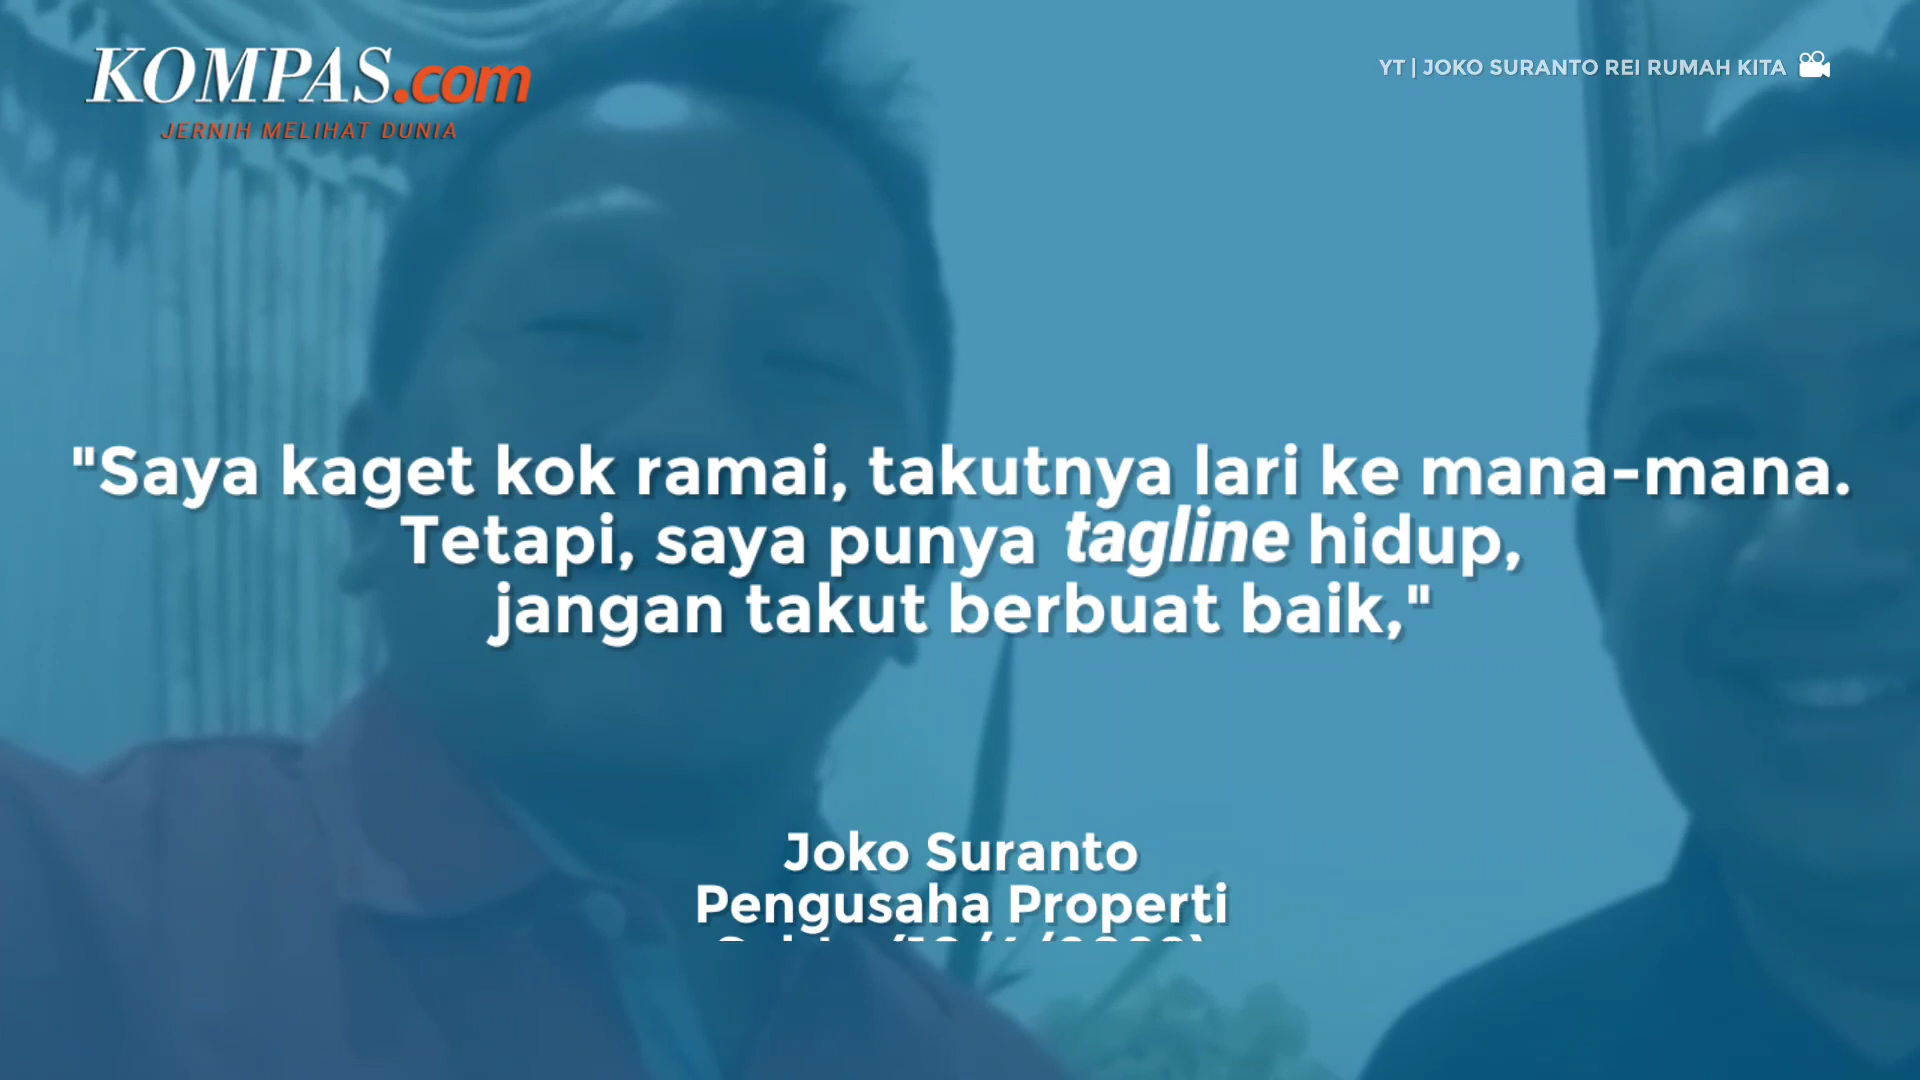 KOMPAS.com
JERNIH MELIHAT DUNIA
YT | JOKO SURANTO REI RUMAH KITA
"Saya kaget kok ramai, takutnya lari ke mana-mana.
Tetapi, saya punya tagline hidup,
jangan takut berbuat baik,"
Joko Suranto
Pengusaha Properti